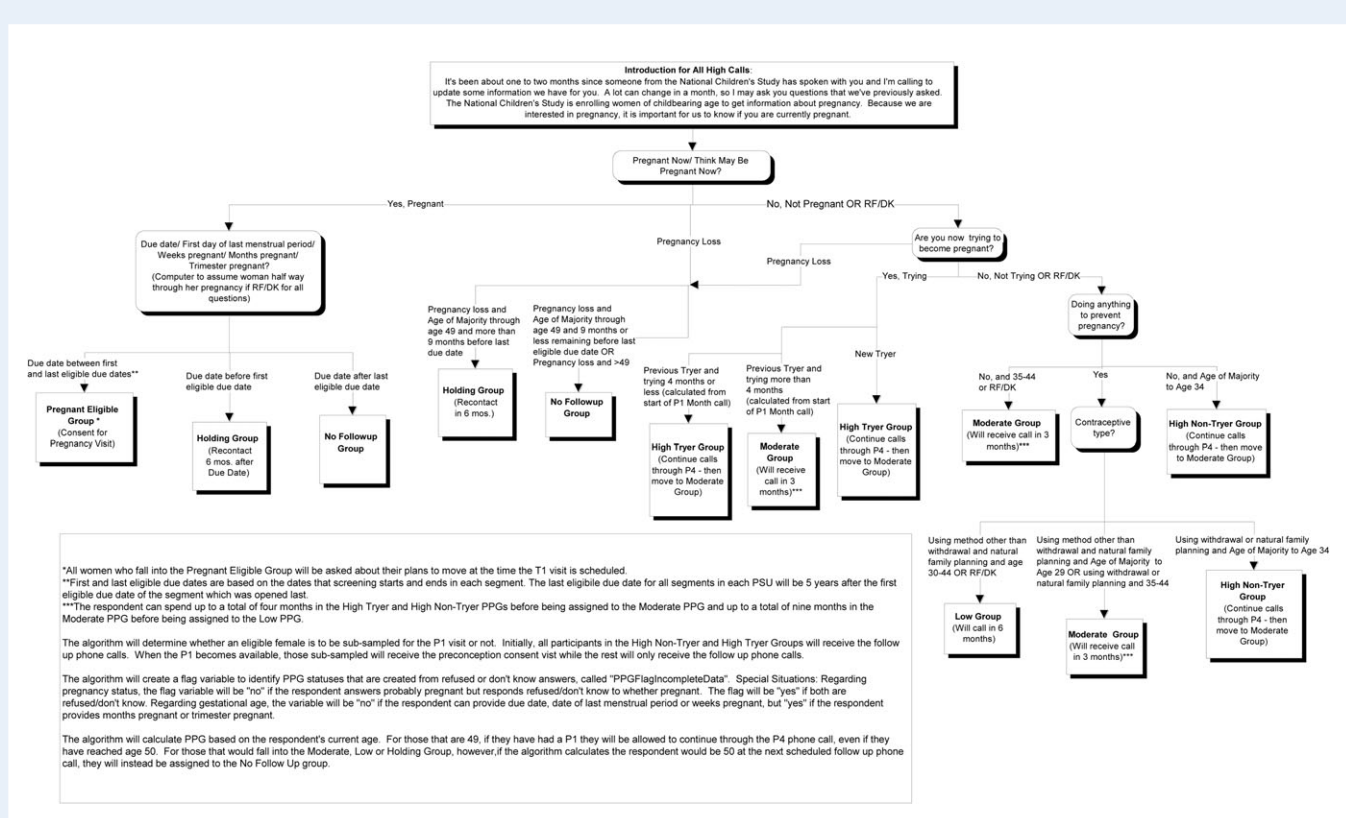 Introduction for All High Calls:
It's been about one to two months since someone from the National Children's Study has spoken with you and I'm calling to
update some information we have for you. A lot can change in a month, so I may ask you questions that we've previously asked.
The National Children's Study is enrolling women of childbearing age to get information about pregnancy. Because we are
interested in pregnancy, it is important for us to know if you are currently pregnant.
Pregnant Now/ Think May Be
Pregnant Now?
Yes, Pregnant
No, Not Pregnant OR RF/DK
Pregnancy Loss
Due date/ First day of last menstrual period/
Weeks pregnant/ Months pregnant/
Trimester pregnant?
(Computer to assume woman half way
through her pregnancy if RF/DK for all
questions)
Are you now trying to
become pregnant?
Pregnancy Loss
Yes, Trying
No, Not Trying OR RF/DK
Doing anything
to prevent
pregnancy?
Due date between first
and last eligible due dates**
Due date before first
eligible due date
Due date after last
eligible due date
Pregnancy loss and
Age of Majority through
age 49 and more than
9 months before last
due date
Pregnancy loss and
Age of Majority through
age 49 and 9 months or
less remaining before last
eligible due date OR
Pregnancy loss and >49
New Tryer
Previous Tryer and
trying 4 months or
less (calculated from
start of P1 Month call)
Previous Tryer and
trying more than
4 months
(calculated from start
of P1 Month call)
No, and 35-44
or RF/DK
Yes
No, and Age of Majority
to Age 34
Pregnant Eligible
Group *
(Consent for
Pregnancy Visit)
Holding Group
(Recontact
6 mos. after
Due Date)
No Followup
Group
Holding Group
(Recontact
in 6 mos.)
No Followup
Group
High Tryer Group
(Continue calls
through P4 - then
move to Moderate
Group)
Moderate
Group
(Will receive
call in 3
months)***
High Tryer Group
(Continue calls
through P4 - then
move to Moderate
Group)
Moderate Group
(Will receive call in 3
months)***
Contraceptive
type?
High Non-Tryer Group
(Continue calls
through P4 - then move
to Moderate Group)
Using method other than
withdrawal and natural
family planning and age
30-44 OR RF/DK
Using method other than
withdrawal and natural family
planning and Age of Majority to
Age 29 OR using withdrawal or
natural family planning and 35-44
Using withdrawal or natural family
planning and Age of Majority to Age 34
Low Group
(Will call in 6
months)
Moderate Group
(Will receive call
in 3 months)***
High Non-Tryer
Group
(Continue calls
through P4 - then
move to Moderate
Group)
*All women who fall into the Pregnant Eligible Group will be asked about their plans to move at the time the T1 visit is scheduled.
**First and last eligible due dates are based on the dates that screening starts and ends in each segment. The last eligibile due date for all segments in each PSU will be 5 years after the first
eligible due date of the segment which was opened last.
***The respondent can spend up to a total of four months in the High Tryer and High Non-Tryer PPGs before being assigned to the Moderate PPG and up to a total of nine months in the
Moderate PPG before being assigned to the Low PPG.
The algorithm will determine whether an eligible female is to be sub-sampled for the P1 visit or not. Initially, all participants in the High Non-Tryer and High Tryer Groups will receive the follow
up phone calls. When the P1 becomes available, those sub-sampled will receive the preconception consent vist while the rest will only receive the follow up phone calls.
The algorithm will create a flag variable to identify PPG statuses that are created from refused or don't know answers, called "PPGFlagIncompleteData". Special Situations: Regarding
pregnancy status, the flag variable will be "no" if the respondent answers probably pregnant but responds refused/don't know to whether pregnant. The flag will be "yes" if both are
refused/don't know. Regarding gestational age, the variable will be "no" if the respondent can provide due date, date of last menstrual period or weeks pregnant, but "yes" if the respondent
provides months pregnant or trimester pregnant.
The algorithm will calculate PPG based on the respondent's current age. For those that are 49, if they have had a P1 they will be allowed to continue through the P4 phone call, even if they
have reached age 50. For those that would fall into the Moderate, Low or Holding Group, however,if the algorithm calculates the respondent would be 50 at the next scheduled follow up phone
call, they will instead be assigned to the No Follow Up group.